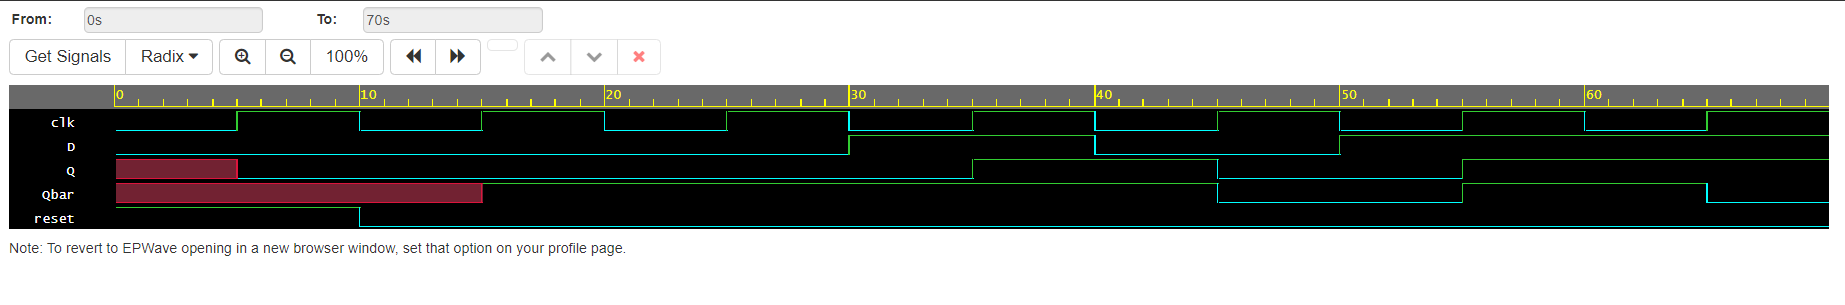 From: 0s To: 70s
Get Signals Radix 100%
0 10 20 30 40 50 60
clk
D
Q
Qbar
reset
Note: To revert to EPWave opening in a new browser window, set that option on your profile page.